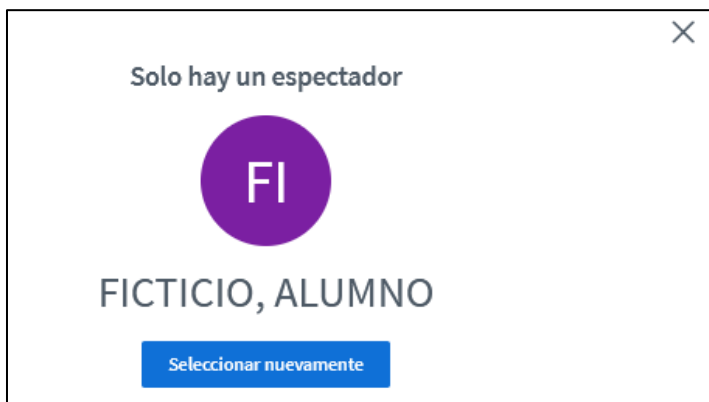 Solo hay un espectador
FI
FICTICIO, ALUMNO
Seleccionar nuevamente